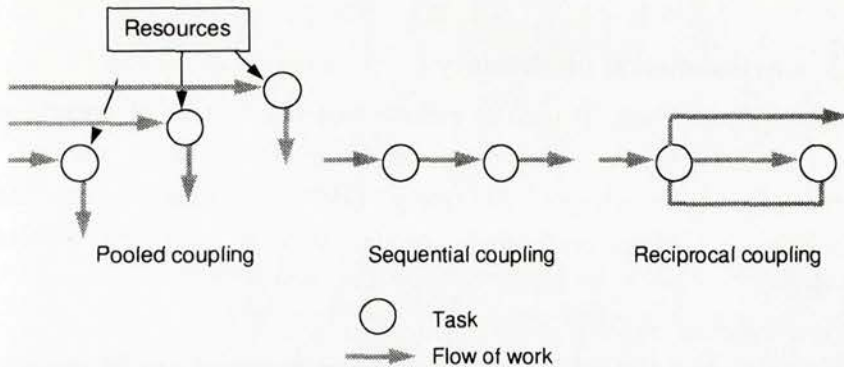 Resources
Pooled coupling
Sequential coupling
Reciprocal coupling
Task
Flow of work